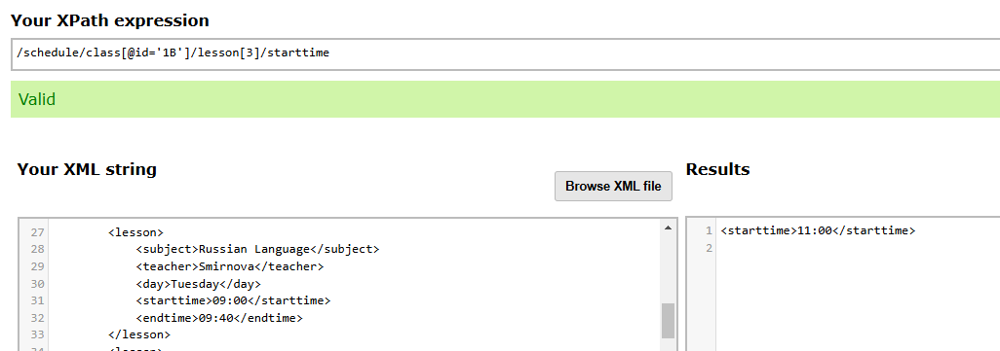 Your XPath expression
/schedule/class[@id='1B']/lesson[3]/starttime
Valid
Your XML string
Browse XML file
27 <lesson>
28 <subject>Russian Language</subject>
29 <teacher>Smirnova</teacher>
30 <day>Tuesday</day>
31 <starttime>09:00</starttime>
32 <endtime>09:40</endtime>
33 </lesson>
Results
1 <starttime>11:00</starttime>
2